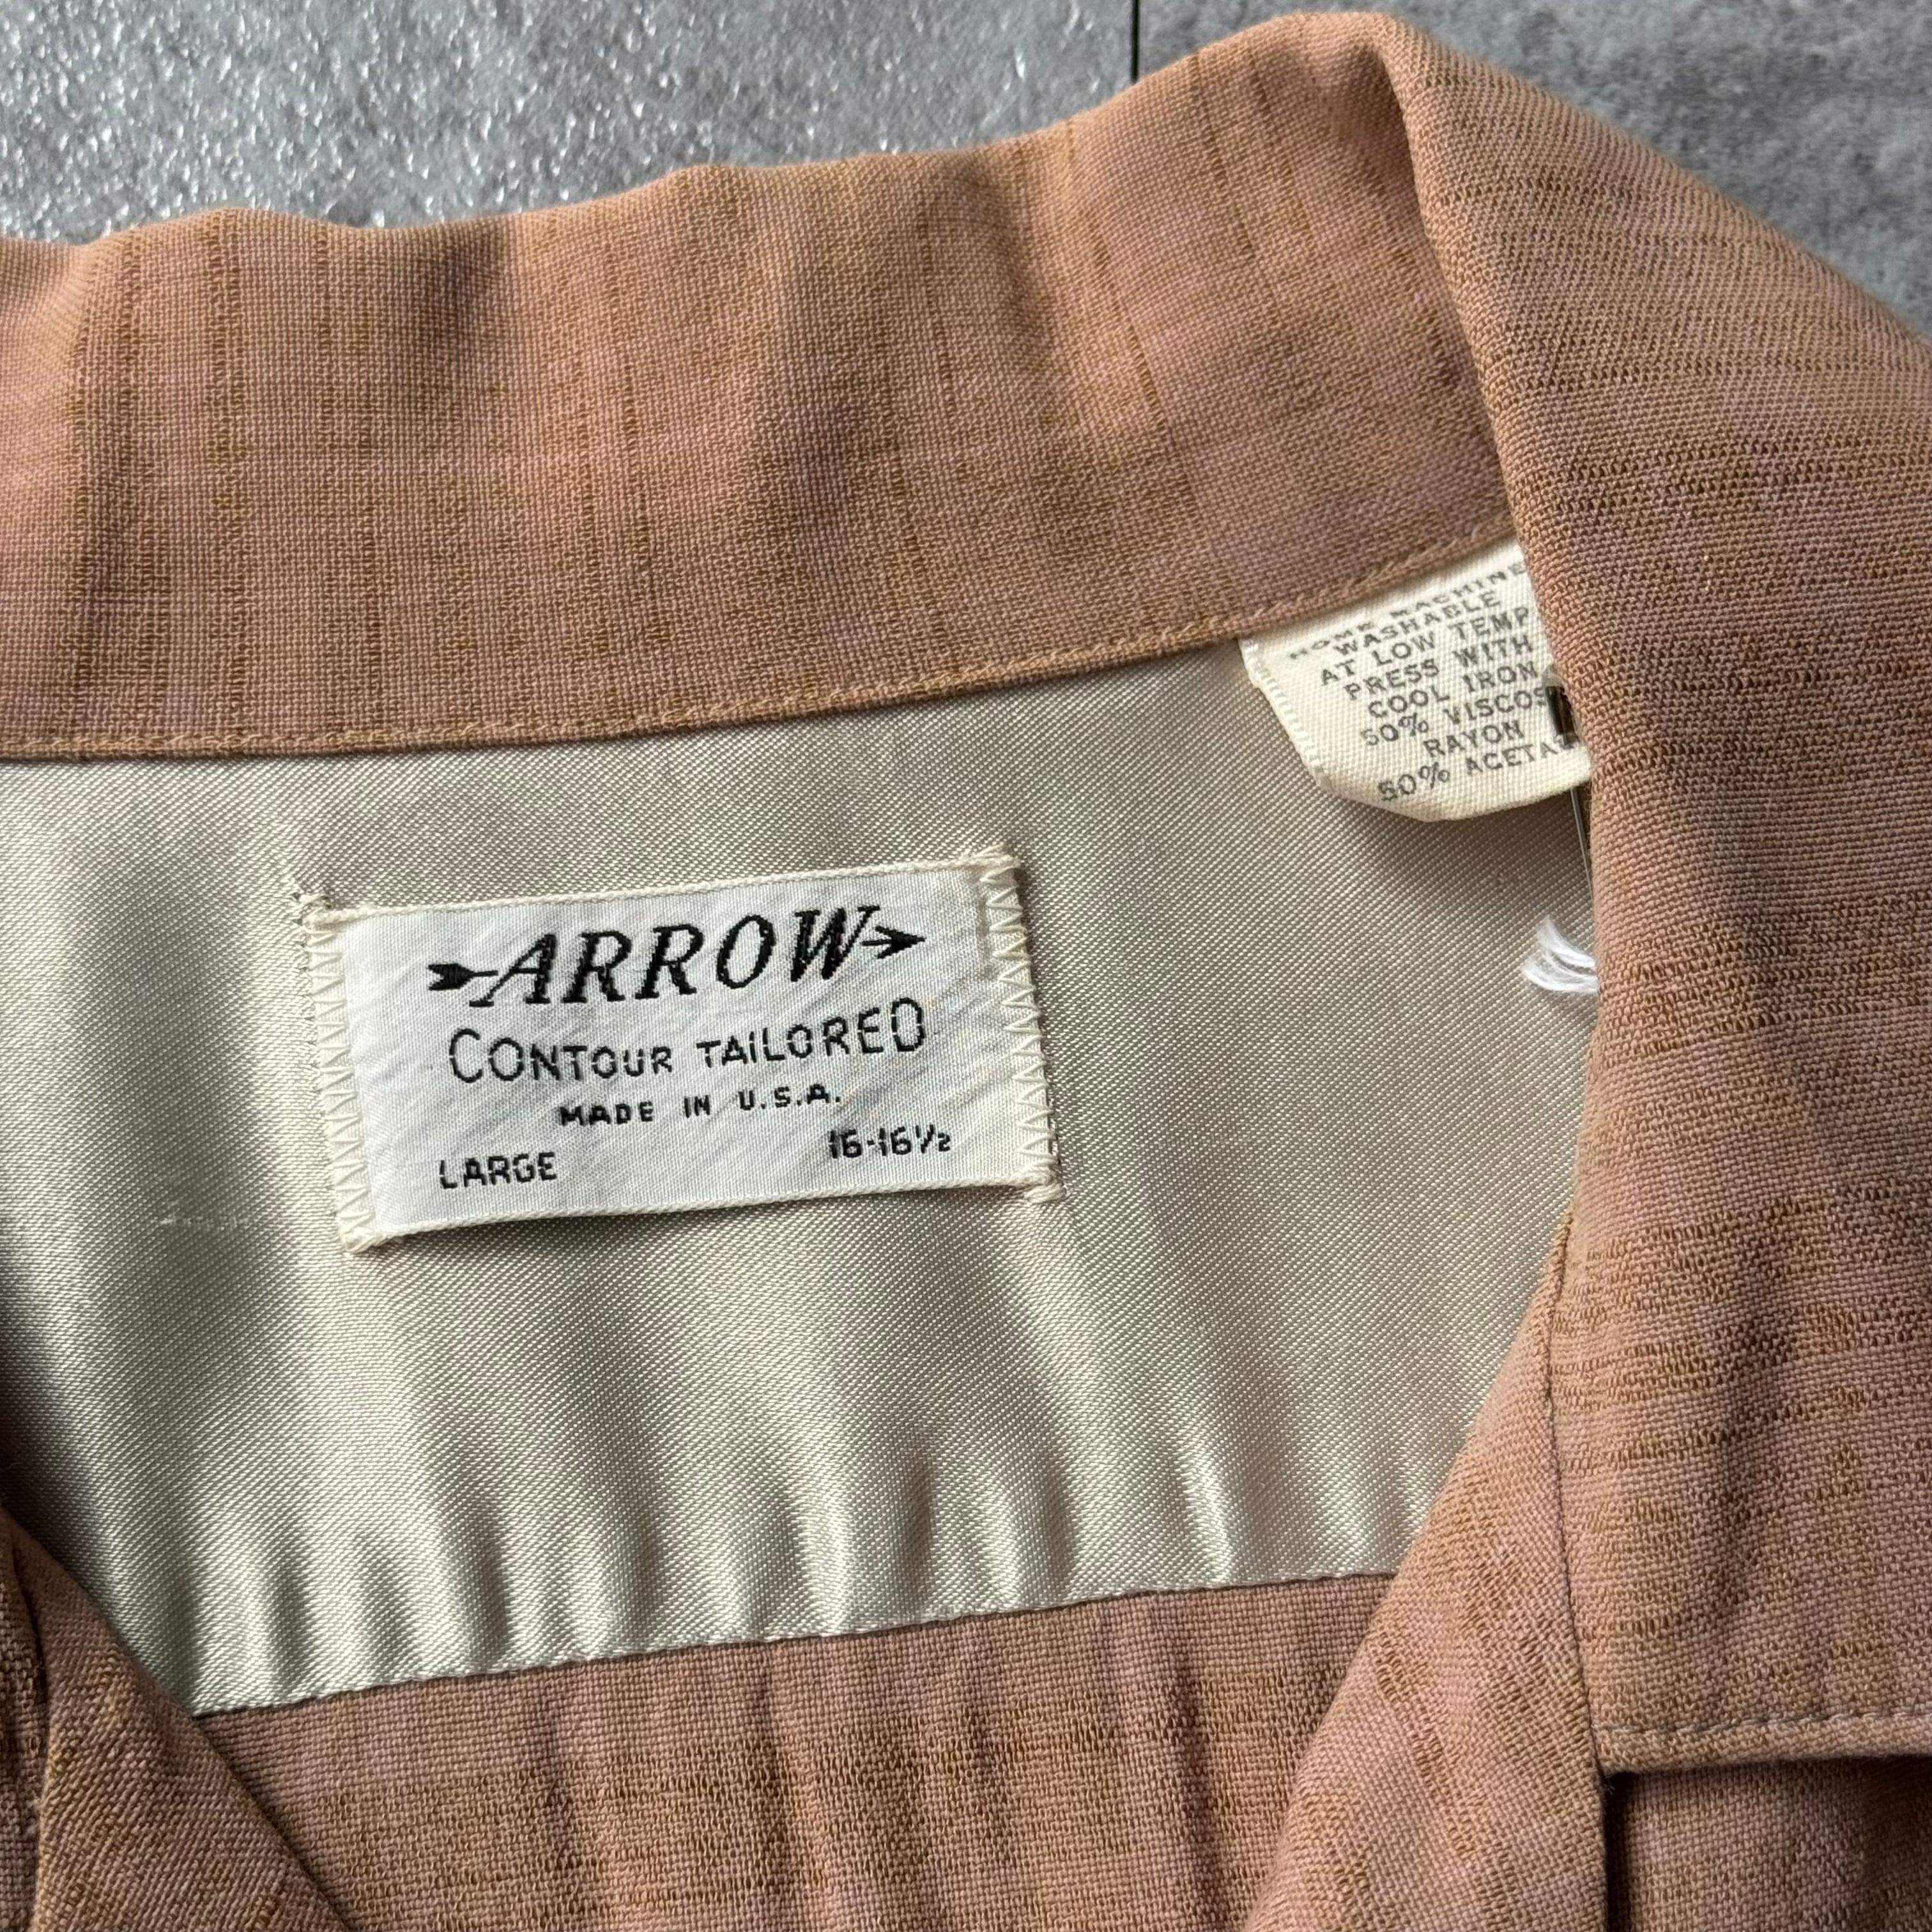 HOME MACHINE
WASHABLE
AT LOW TEMP
PRESS WITH
COOL IRON
50% VISCOS
RAYON
50% ACETA
ARROW
CONTOUR TAILORED
MADE IN U.S.A.
LARGE 16-16½